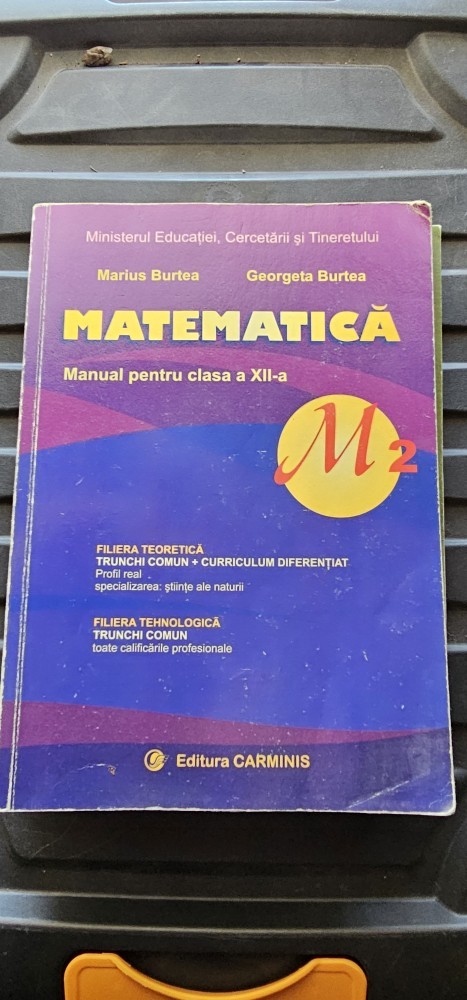 Ministerul Educației, Cercetării și Tineretului
Marius Burtea Georgeta Burtea
MATEMATICĂ
Manual pentru clasa a XII-a
M2
FILIERA TEORETICĂ
TRUNCHI COMUN + CURRICULUM DIFERENȚIAT
Profil real
specializarea: științe ale naturii
FILIERA TEHNOLOGICĂ
TRUNCHI COMUN
toate calificările profesionale
Editura CARMINIS